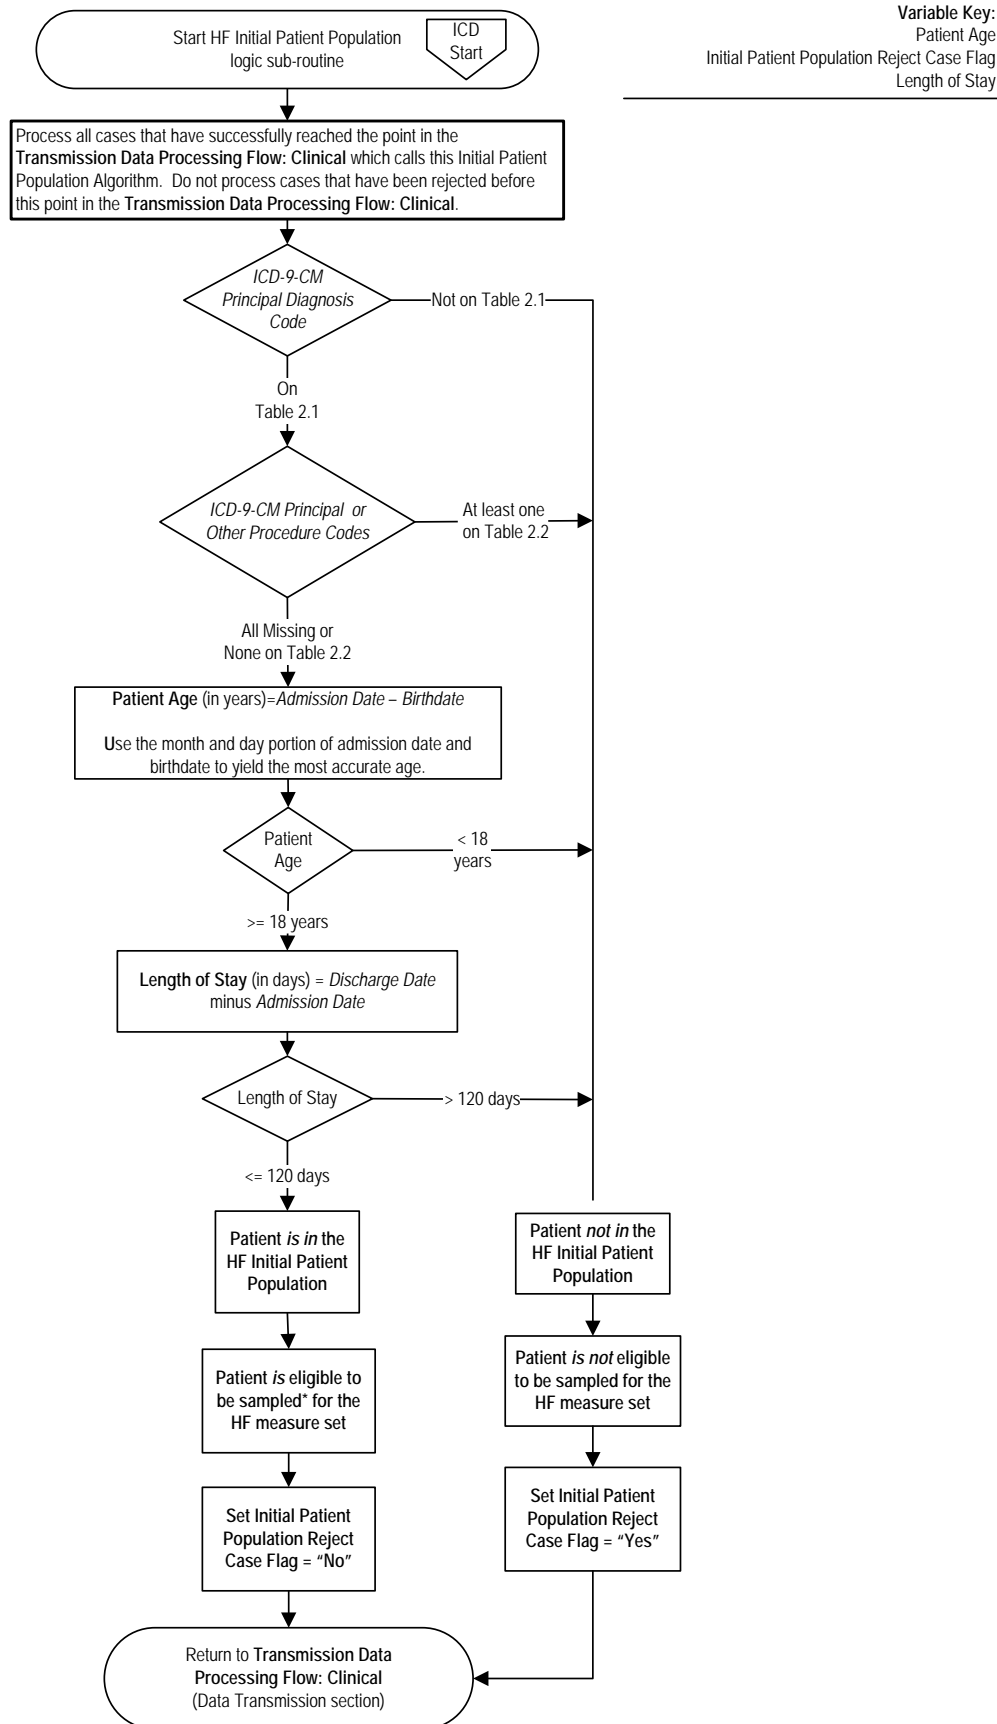 Variable Key:
Patient Age
Initial Patient Population Reject Case Flag
Length of Stay
Start HF Initial Patient Population
logic sub-routine
ICD
Start
Process all cases that have successfully reached the point in the
Transmission Data Processing Flow: Clinical which calls this Initial Patient
Population Algorithm. Do not process cases that have been rejected before
this point in the Transmission Data Processing Flow: Clinical.
ICD-9-CM
Principal Diagnosis
Code
Not on Table 2.1
On
Table 2.1
ICD-9-CM Principal or
Other Procedure Codes
At least one
on Table 2.2
All Missing or
None on Table 2.2
Patient Age (in years)=Admission Date – Birthdate
Use the month and day portion of admission date and
birthdate to yield the most accurate age.
Patient
Age
< 18
years
>= 18 years
Length of Stay (in days) = Discharge Date
minus Admission Date
Length of Stay
> 120 days
<= 120 days
Patient is in the
HF Initial Patient
Population
Patient not in the
HF Initial Patient
Population
Patient is eligible to
be sampled* for the
HF measure set
Patient is not eligible
to be sampled for the
HF measure set
Set Initial Patient
Population Reject
Case Flag = “No”
Set Initial Patient
Population Reject
Case Flag = “Yes”
Return to Transmission Data
Processing Flow: Clinical
(Data Transmission section)